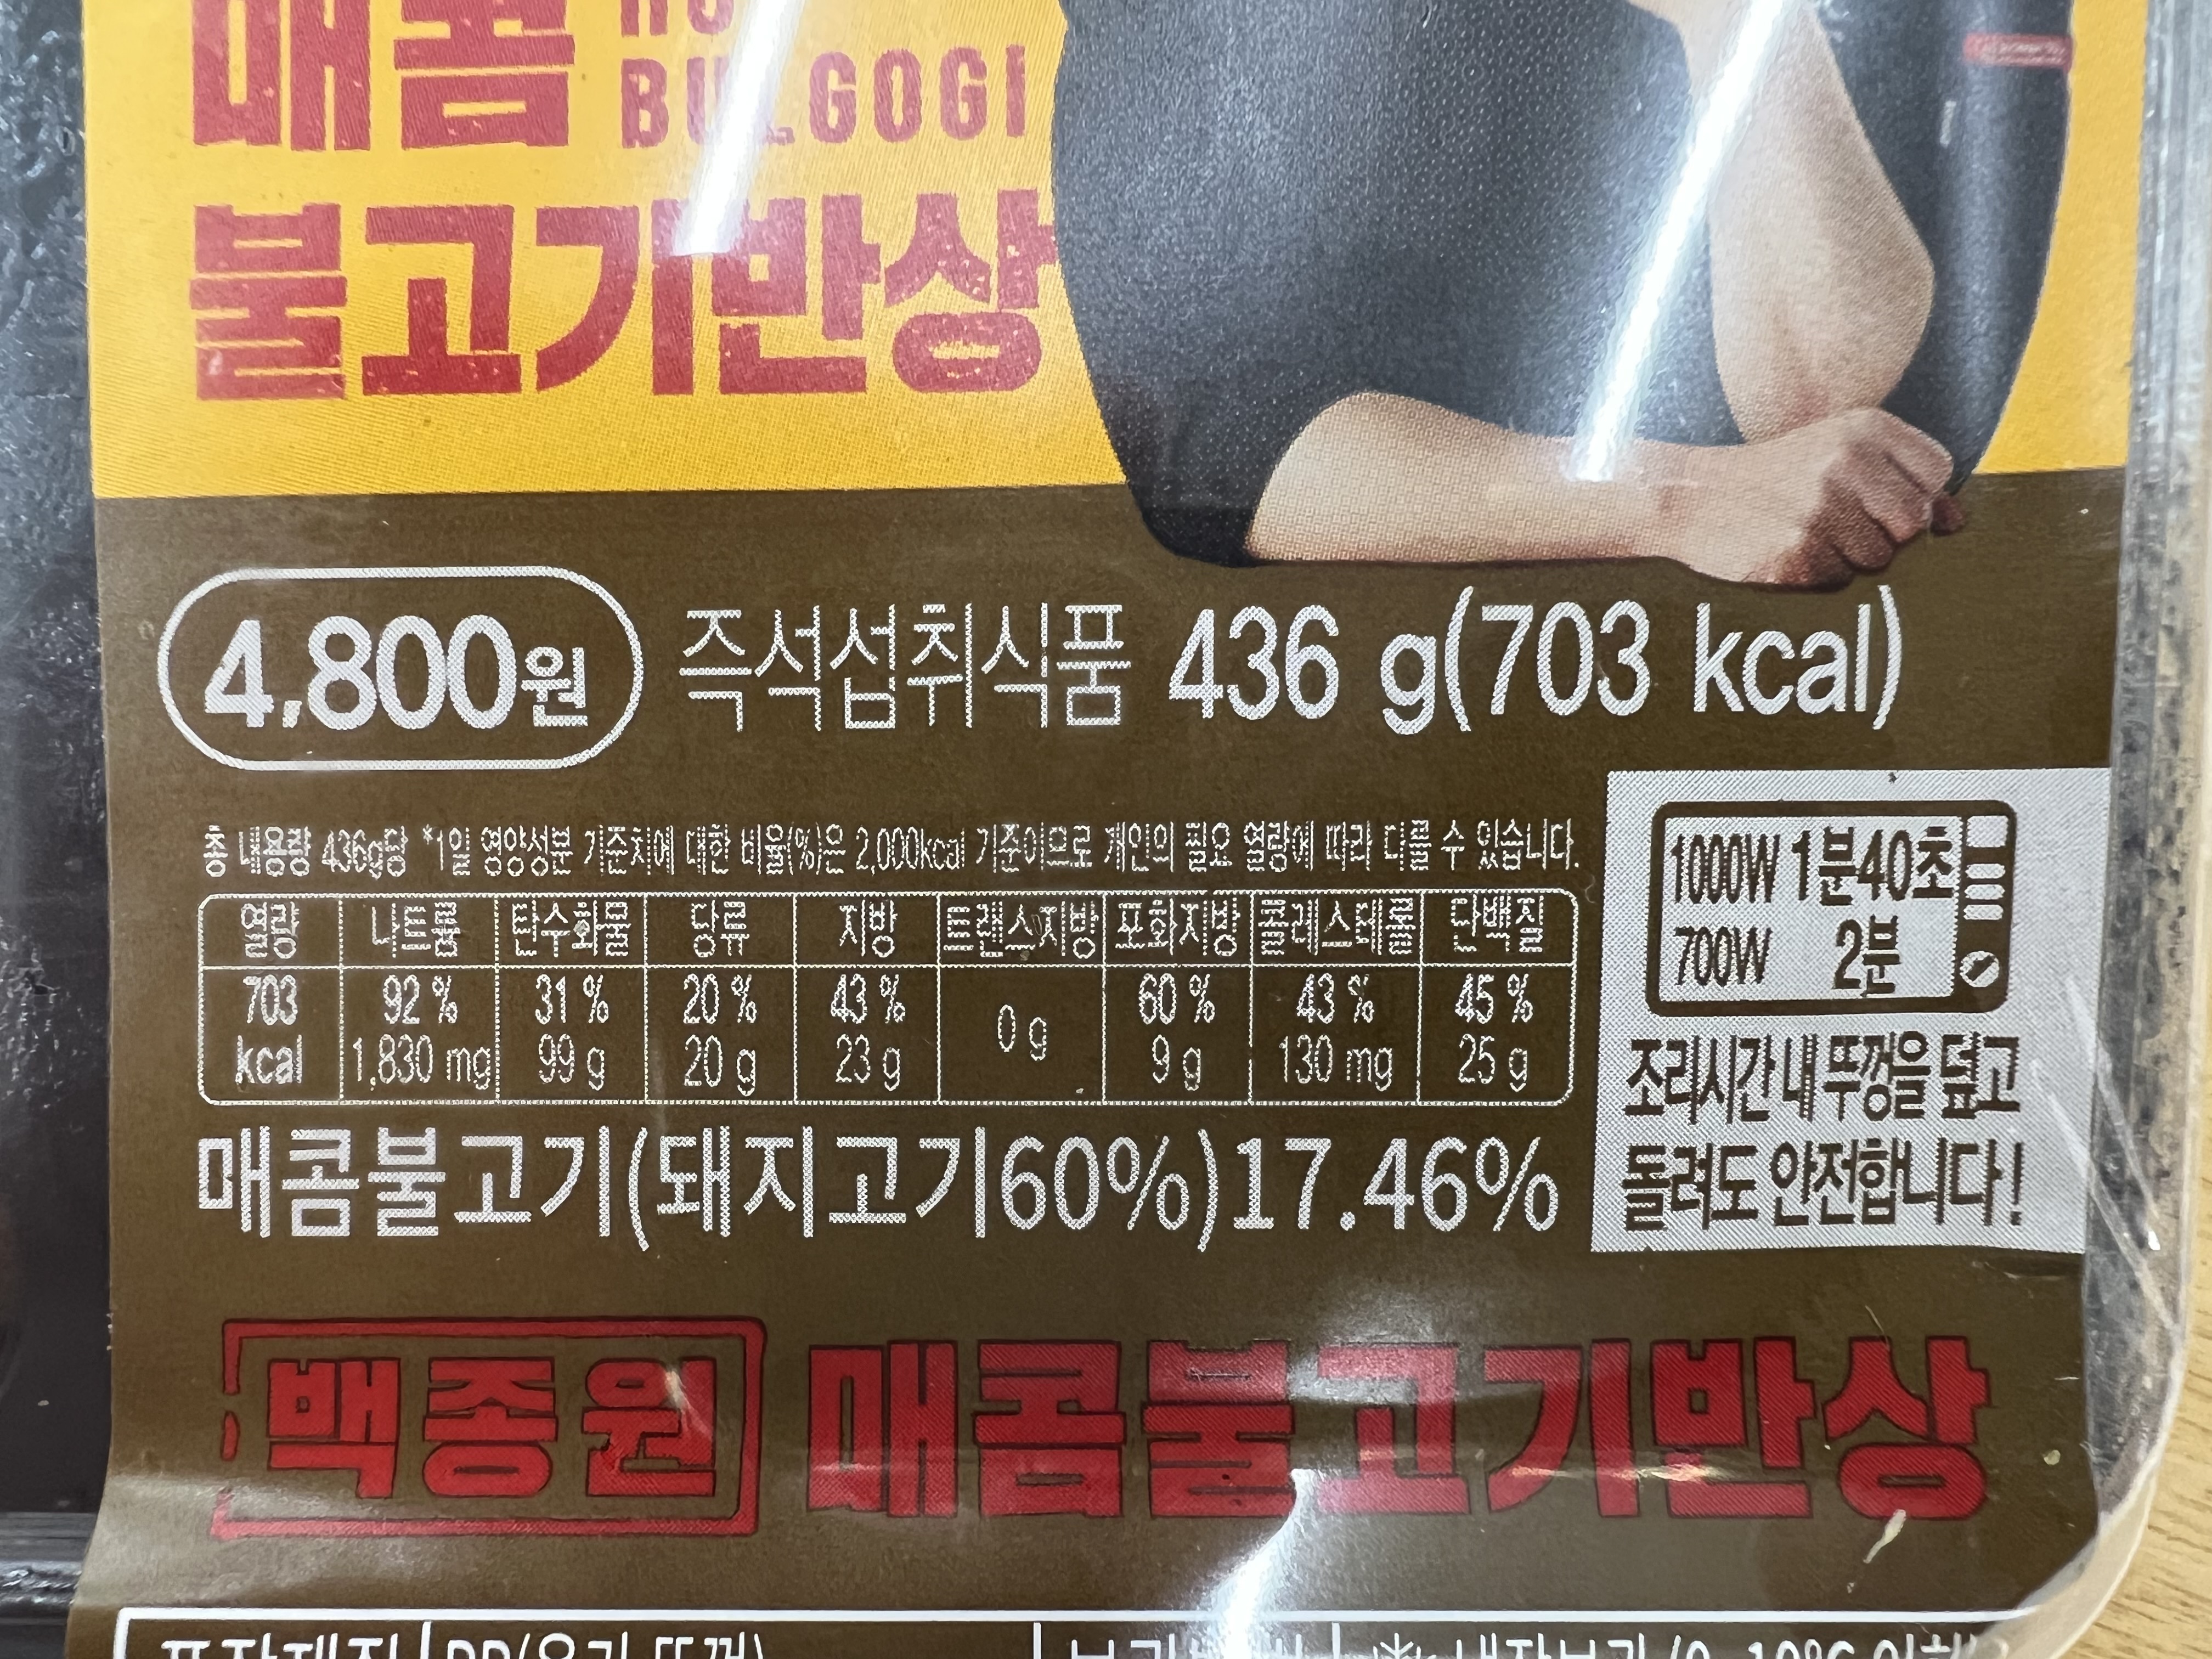 매콤
BULGOGI
불고기반상
4,800원 즉석섭취식품 436 g(703 kcal)
총 내용량 436g당 *1일 영양성분 기준치에 대한 비율(%)은 2,000kcal 기준이므로 개인의 필요 열량에 따라 다를 수 있습니다.
열량 나트륨 탄수화물 당류 지방 트랜스지방 포화지방 콜레스테롤 단백질
703 92 % 31 % 20 % 43 % 0 g 60 % 43 % 45 %
kcal 1,830 mg 99 g 20 g 23 g 9 g 130 mg 25 g
1000W 1분40초
700W 2분
조리시간 내 뚜껑을 덮고
돌려도 안전합니다!
매콤불고기(돼지고기60%)17.46%
백종원 매콤불고기반상